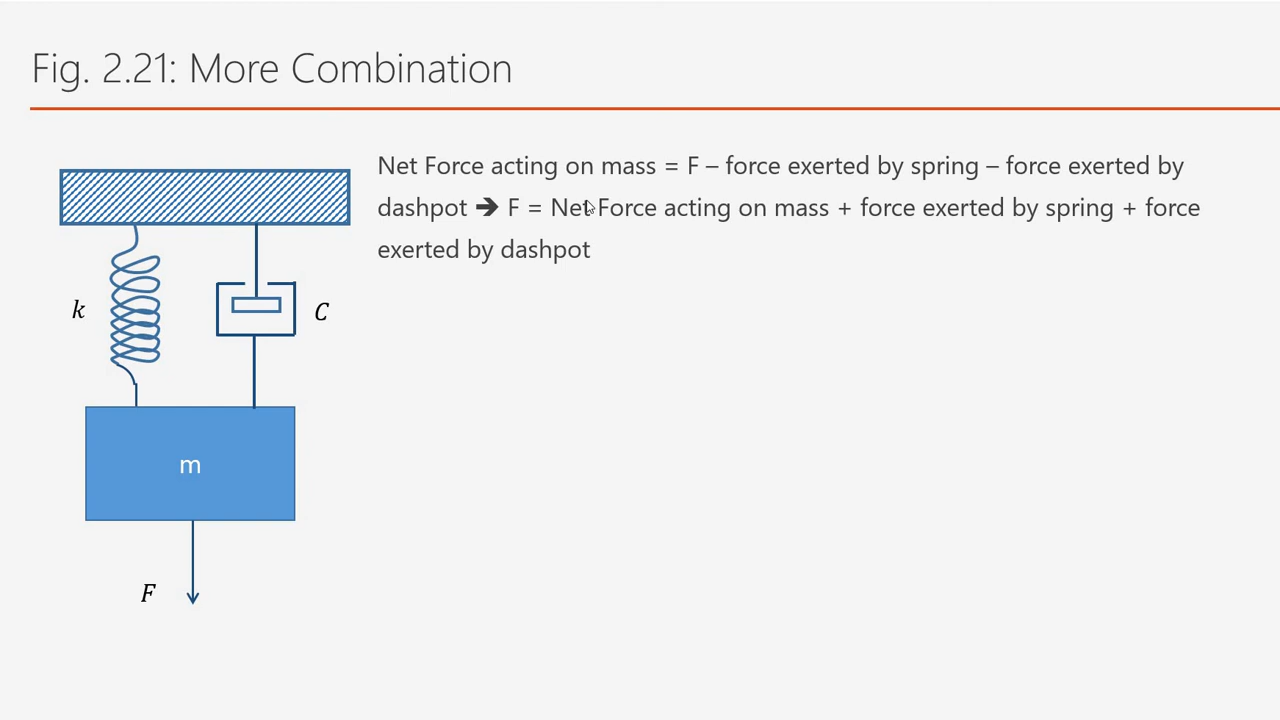 Fig. 2.21: More Combination
Net Force acting on mass = F – force exerted by spring – force exerted by
dashpot 🡺 F = Net Force acting on mass + force exerted by spring + force
exerted by dashpot
k
C
m
F